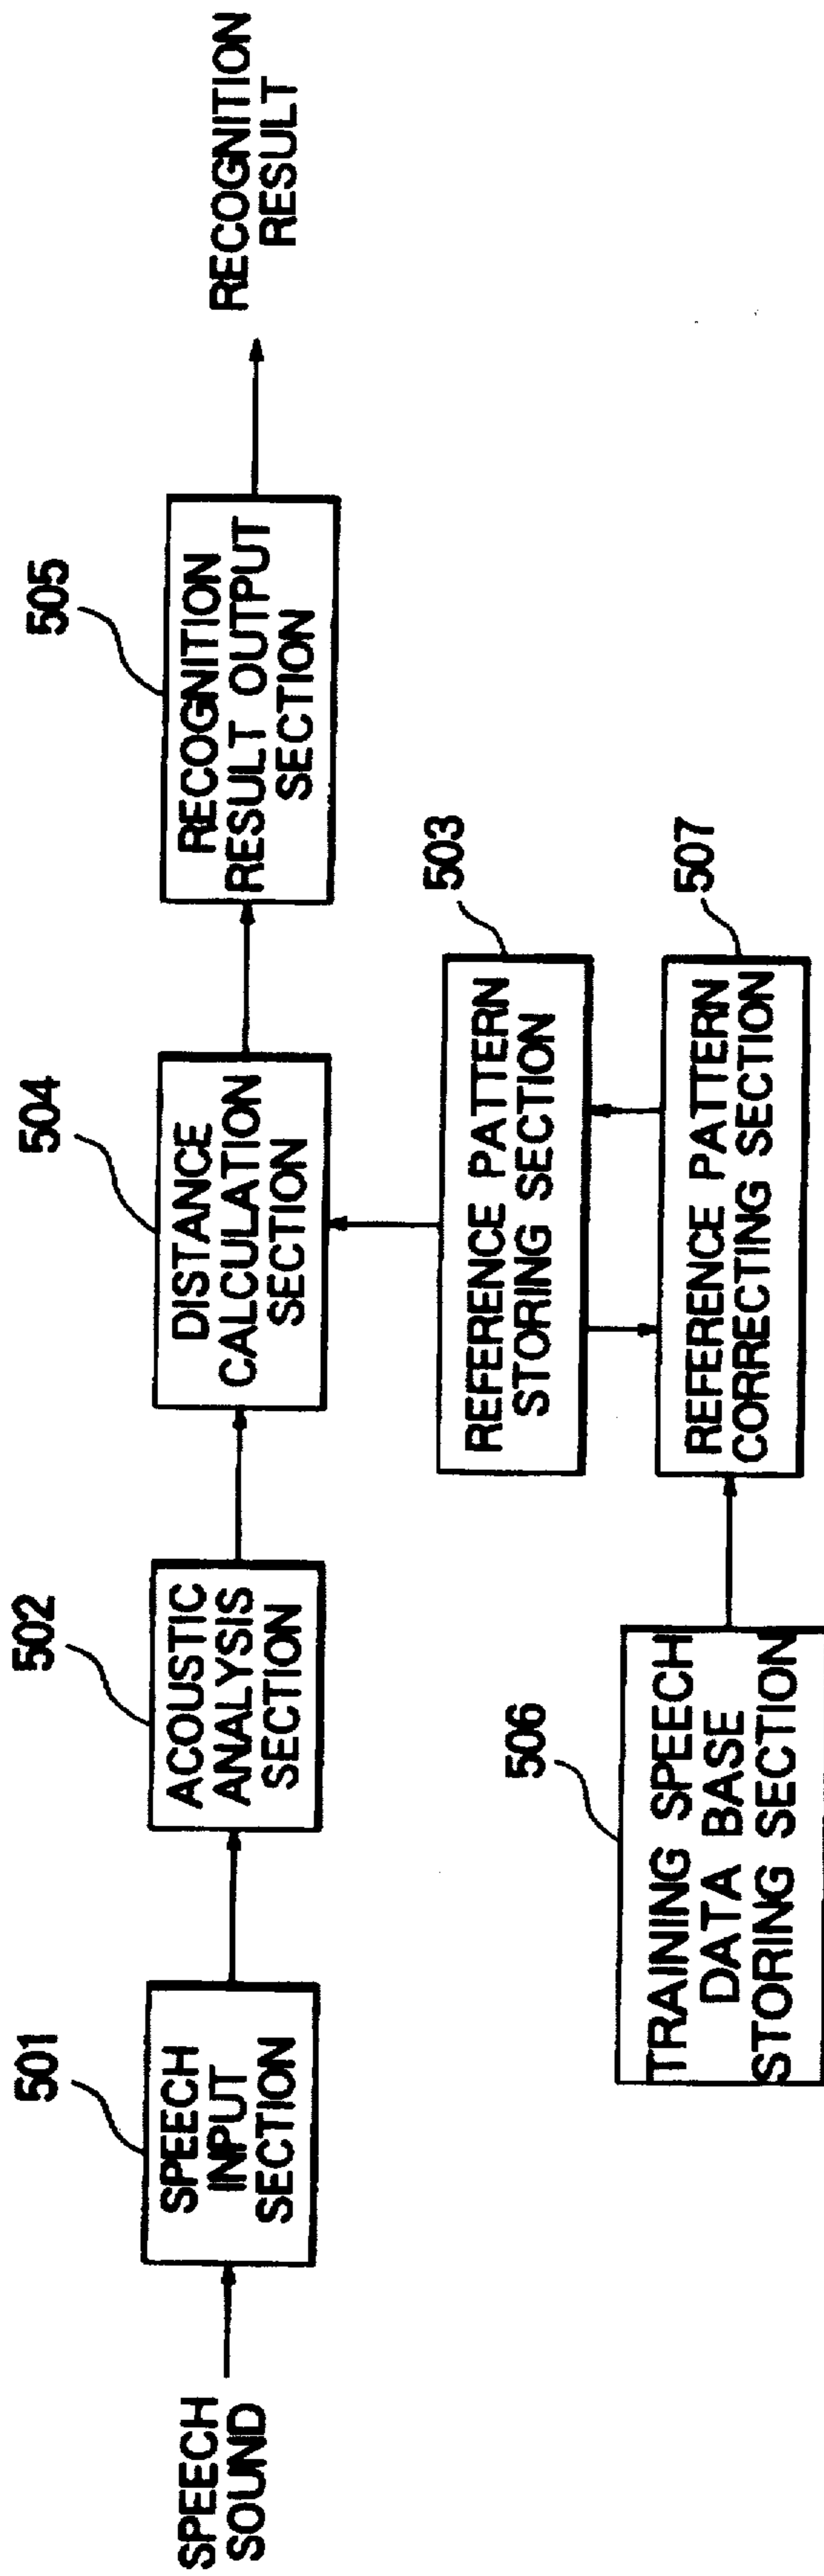 SPEECH
SOUND
501
SPEECH
INPUT
SECTION
502
ACOUSTIC
ANALYSIS
SECTION
504
DISTANCE
CALCULATION
SECTION
505
RECOGNITION
RESULT OUTPUT
SECTION
RECOGNITION
RESULT
503
REFERENCE PATTERN
STORING SECTION
506
TRAINING SPEECH
DATA BASE
STORING SECTION
507
REFERENCE PATTERN
CORRECTING SECTION